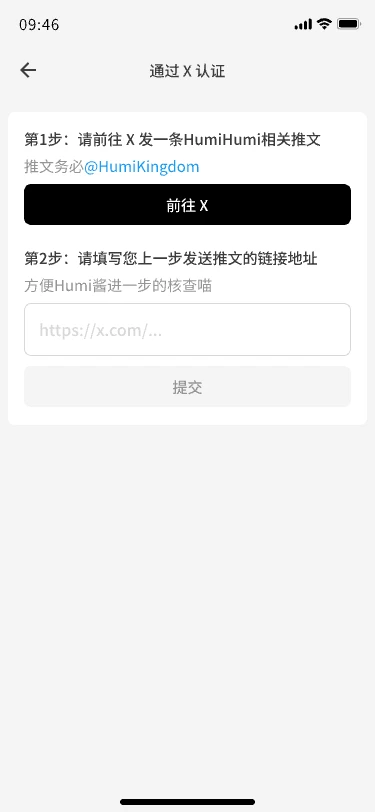 09:46
通过 X 认证
第1步：请前往 X 发一条HumiHumi相关推文
推文务必@HumiKingdom
前往 X
第2步：请填写您上一步发送推文的链接地址
方便Humi酱进一步的核查喵
https://x.com/...
提交